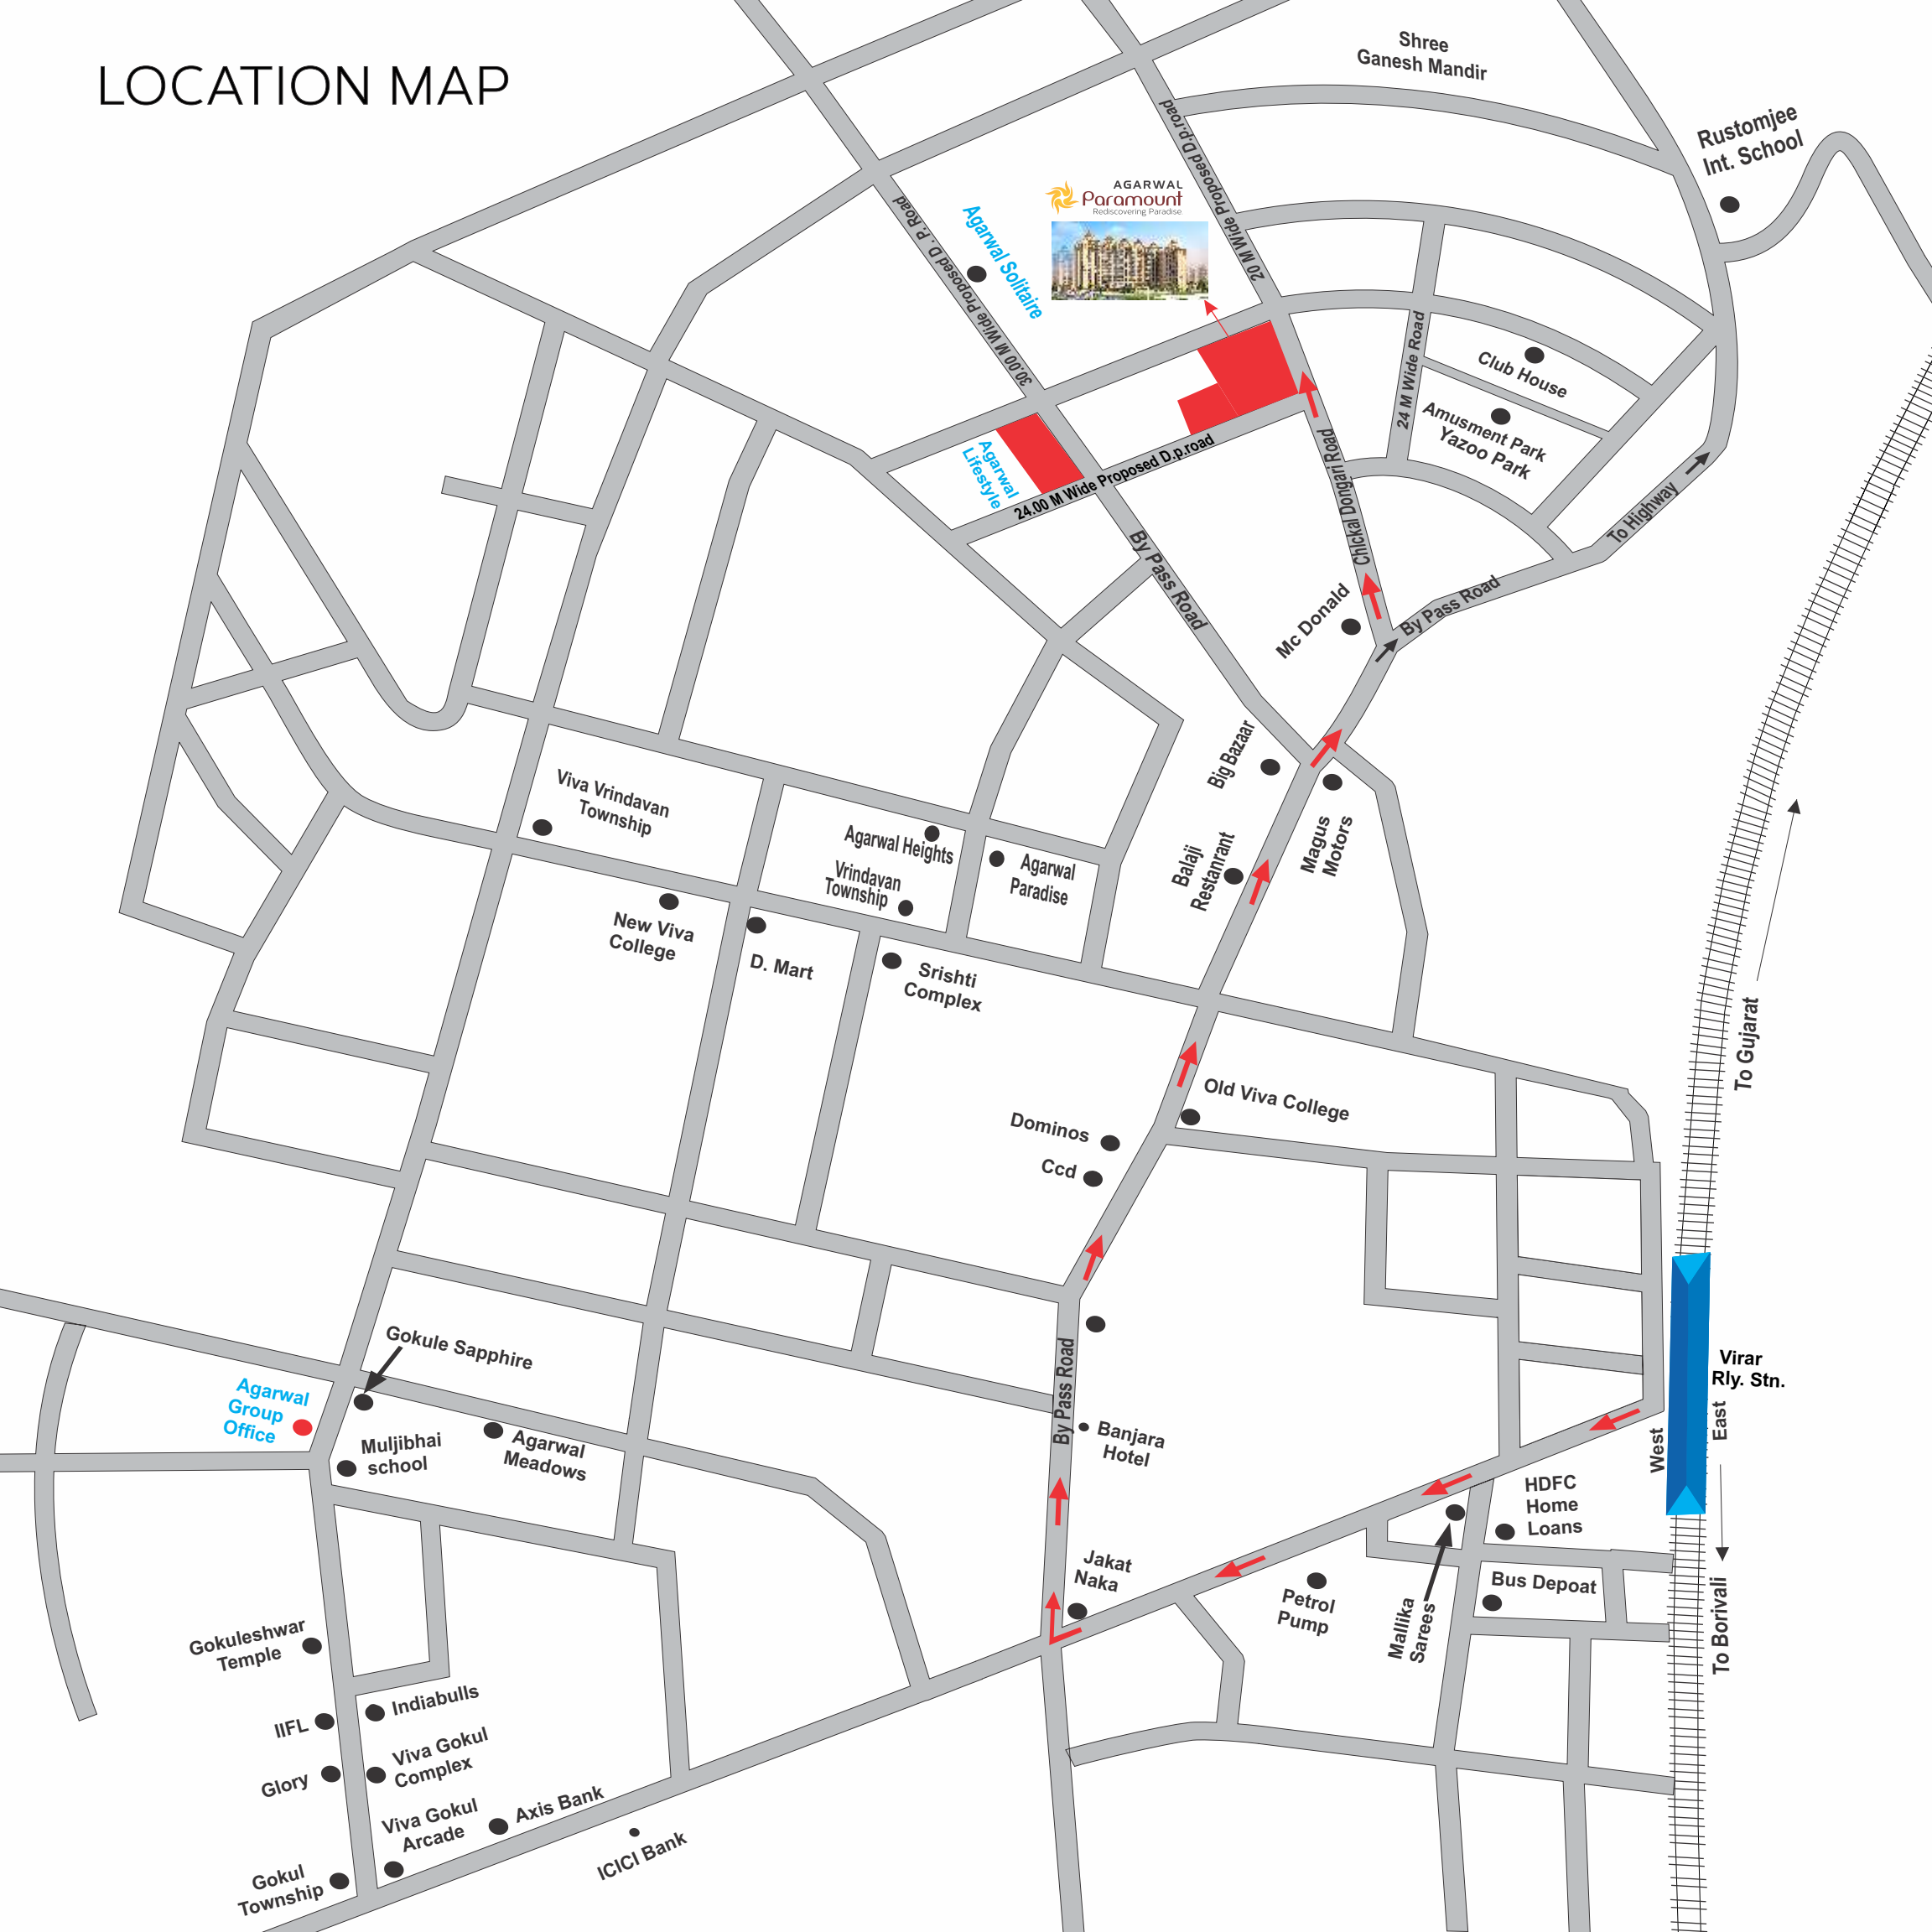 LOCATION MAP
Shree
Ganesh Mandir
Rustomjee
Int. School
20 M Wide Proposed D.p.road
AGARWAL
Paramount
Rediscovering Paradise
Agarwal Solitaire
30.00 M Wide Proposed D. P. Road
24 M Wide Road
Club House
Amusment Park
Yazoo Park
Agarwal
Lifestyle
24.00 M Wide Proposed D.p.road
Chickal Dongari Road
To Highway
By Pass Road
By Pass Road
Mc Donald
Big Bazaar
Magus
Motors
Balaji
Restanrant
Viva Vrindavan
Township
Agarwal Heights
Vrindavan
Township
Agarwal
Paradise
New Viva
College
D. Mart
Srishti
Complex
To Gujarat
Old Viva College
Dominos
Ccd
Gokule Sapphire
Agarwal
Group
Office
Muljibhai
school
Agarwal
Meadows
By Pass Road
Banjara
Hotel
Virar
Rly. Stn.
West
East
HDFC
Home
Loans
Jakat
Naka
Petrol
Pump
Mallika
Sarees
Bus Depoat
To Borivali
Gokuleshwar
Temple
Indiabulls
IIFL
Viva Gokul
Complex
Glory
Viva Gokul
Arcade
Axis Bank
ICICI Bank
Gokul
Township